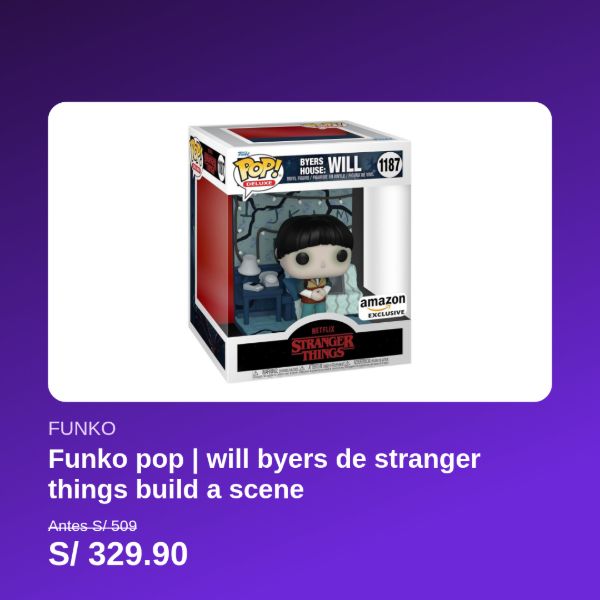 Funko
POP!
DELUXE
BYERS
HOUSE: WILL
1187
amazon
EXCLUSIVE
NETFLIX
STRANGER
THINGS
FUNKO
Funko pop | will byers de stranger
things build a scene
Antes S/ 509
S/ 329.90